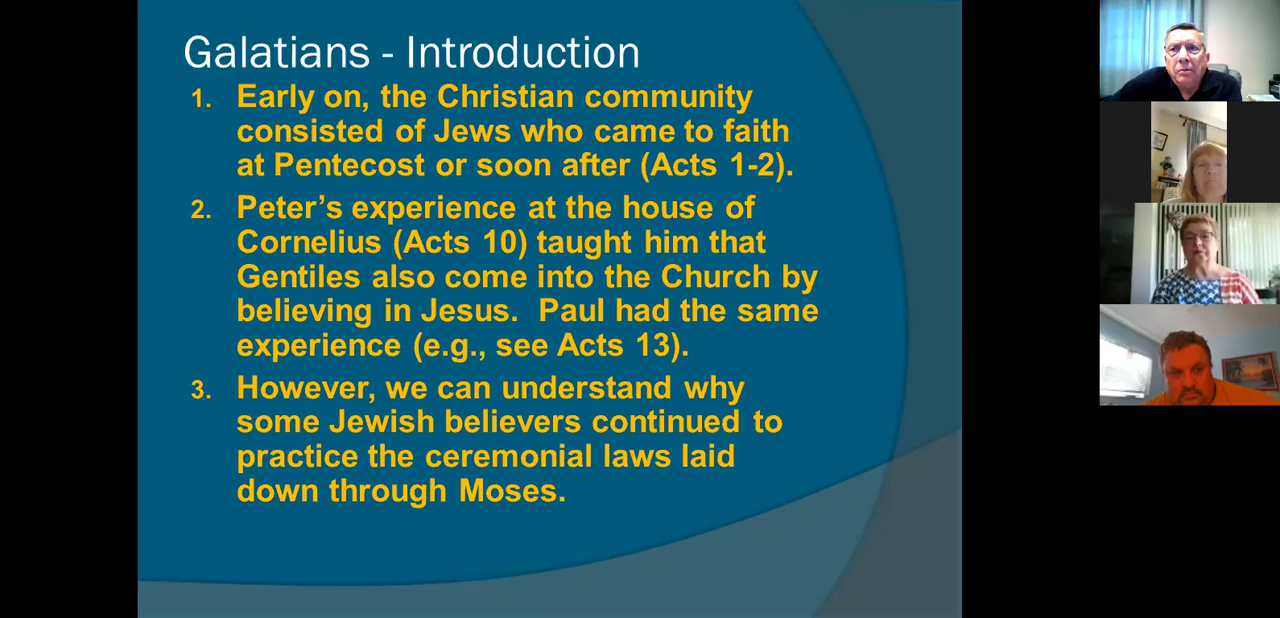 Galatians - Introduction
1. Early on, the Christian community
consisted of Jews who came to faith
at Pentecost or soon after (Acts 1-2).
2. Peter’s experience at the house of
Cornelius (Acts 10) taught him that
Gentiles also come into the Church by
believing in Jesus.  Paul had the same
experience (e.g., see Acts 13).
3. However, we can understand why
some Jewish believers continued to
practice the ceremonial laws laid
down through Moses.